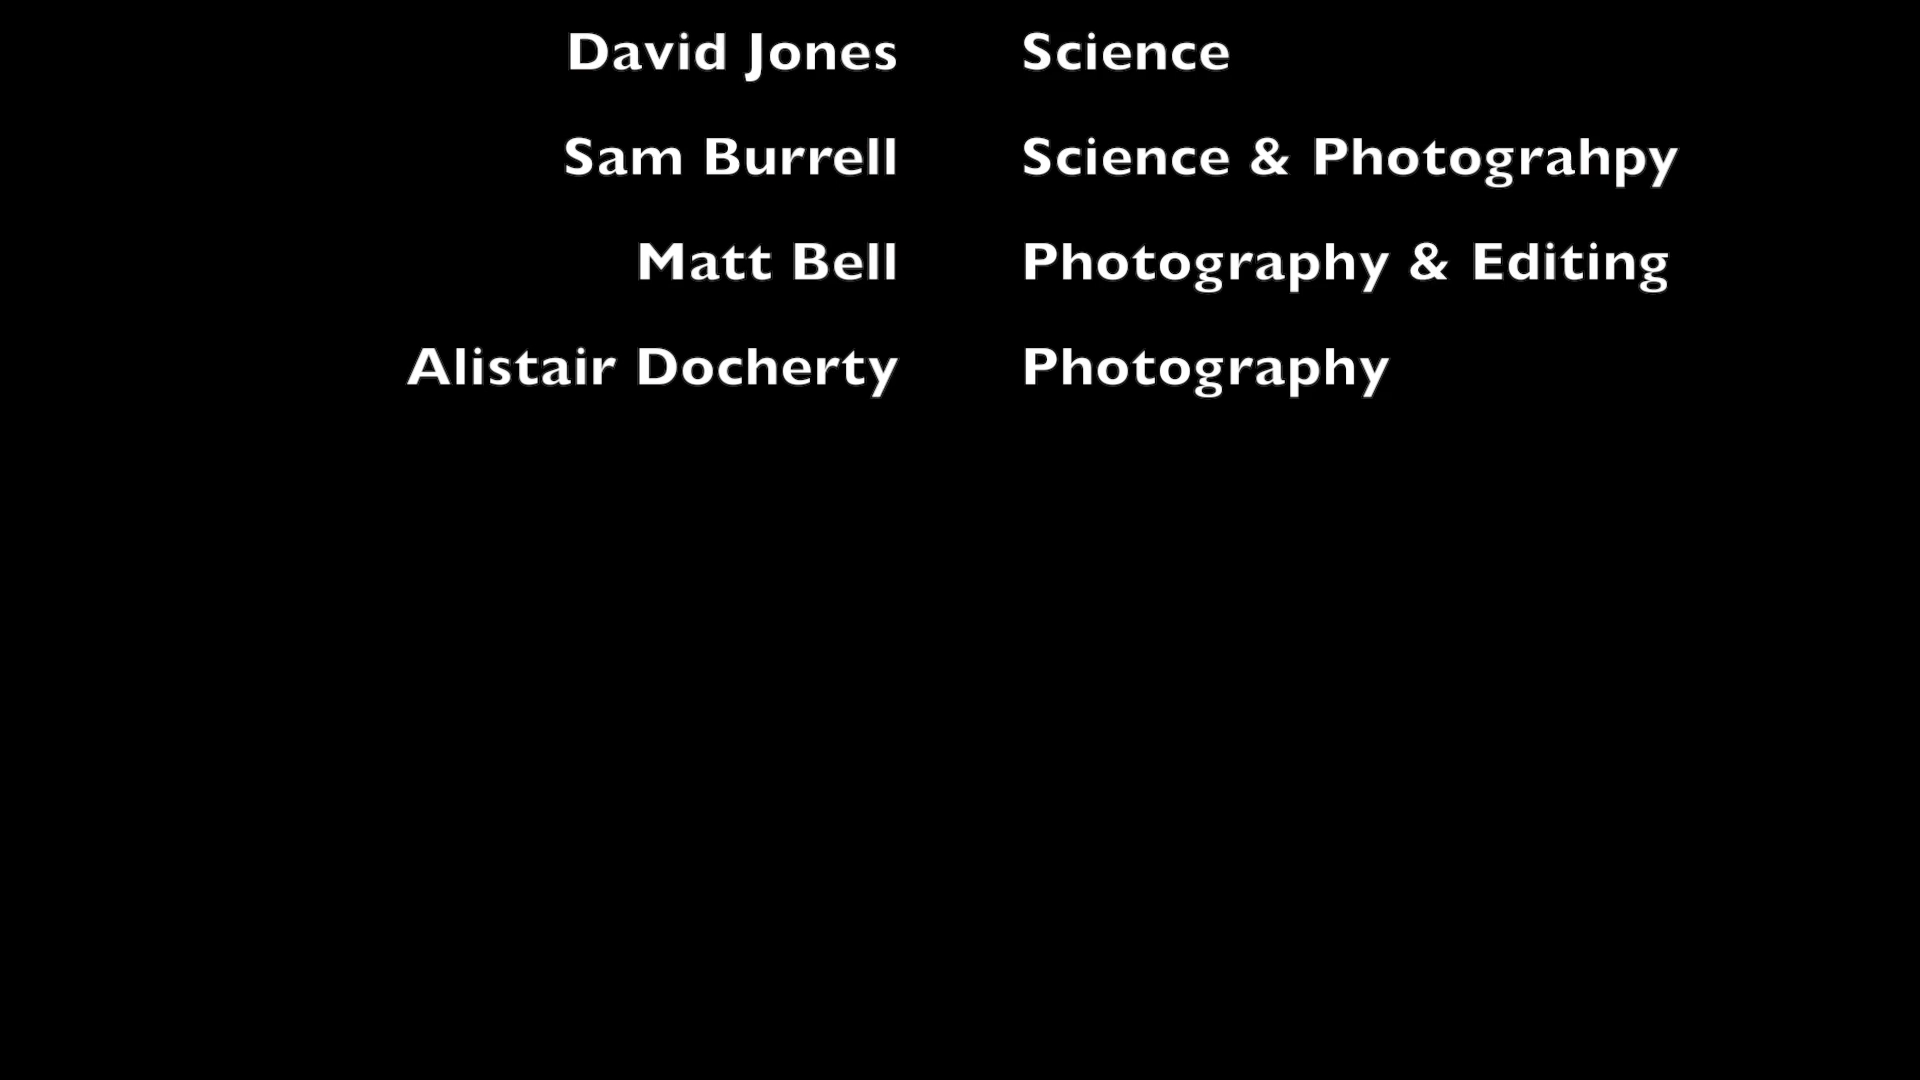 David Jones Science
Sam Burrell Science & Photograhpy
Matt Bell Photography & Editing
Alistair Docherty Photography